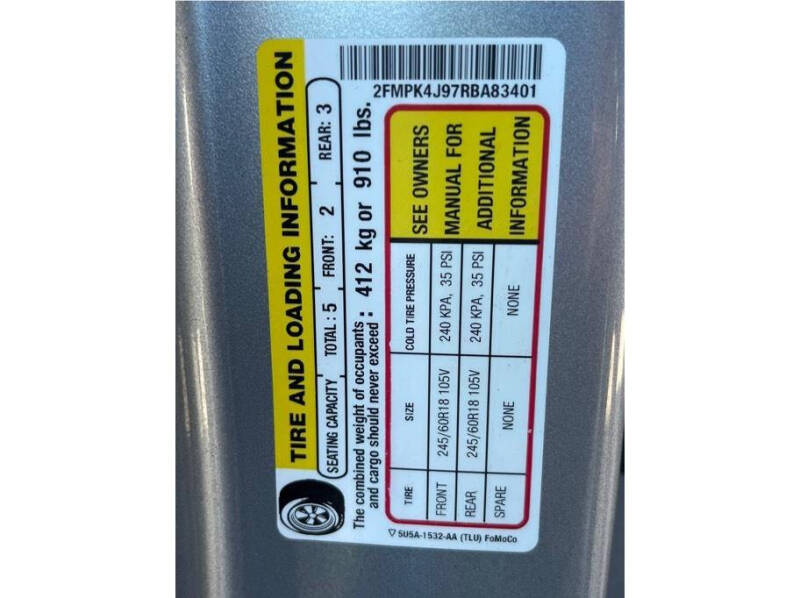 2FMPK4J97RBA83401
TIRE AND LOADING INFORMATION
SEATING CAPACITY TOTAL : 5 FRONT: 2 REAR: 3
The combined weight of occupants
and cargo should never exceed : 412 kg or 910 lbs.
TIRE SIZE COLD TIRE PRESSURE
FRONT 245/60R18 105V 240 KPA, 35 PSI
REAR 245/60R18 105V 240 KPA, 35 PSI
SPARE NONE NONE
SEE OWNERS
MANUAL FOR
ADDITIONAL
INFORMATION
5U5A-1532-AA (TLU) FoMoCo